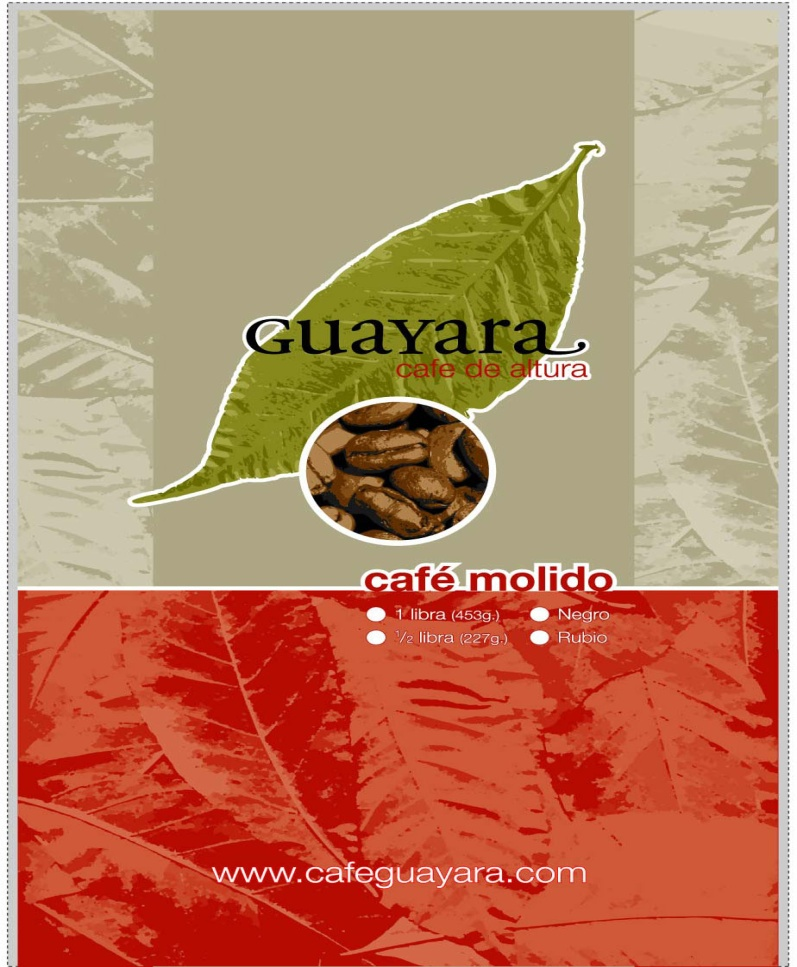 Guayara
cafe de altura
café molido
1 libra (453g.) Negro
1/2 libra (227g.) Rubio
www.cafeguayara.com